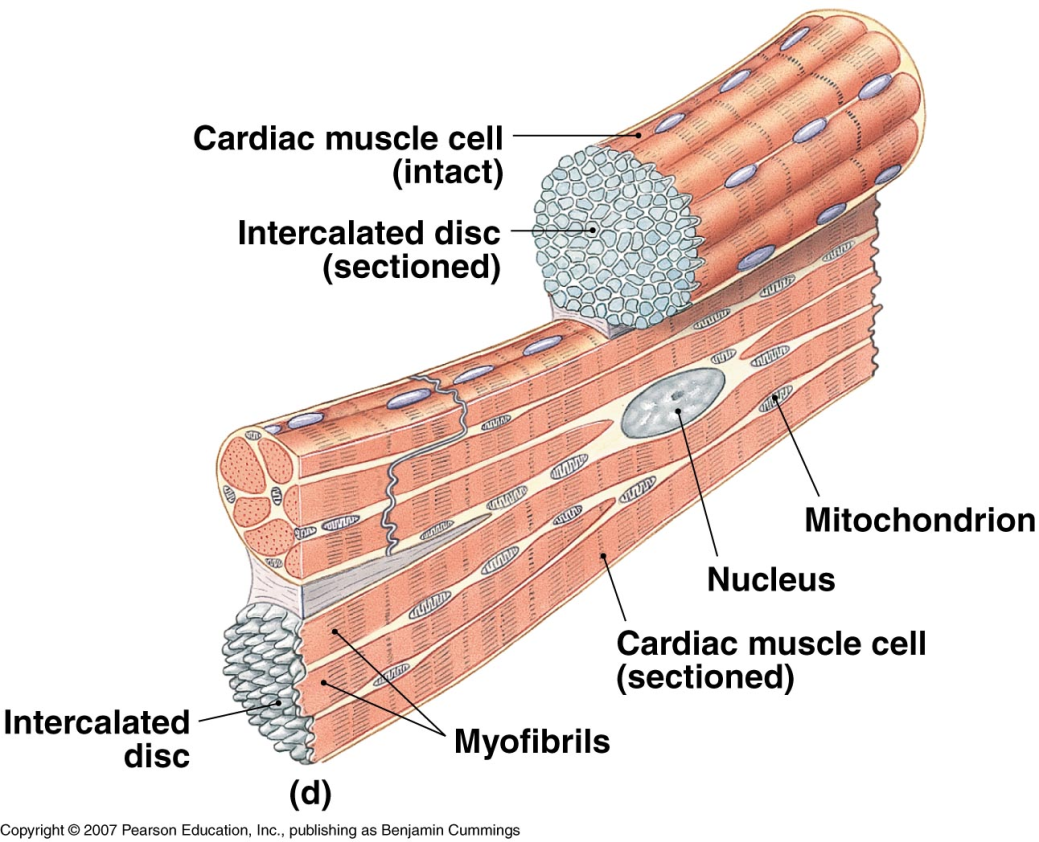 Cardiac muscle cell
(intact)
Intercalated disc
(sectioned)
Mitochondrion
Nucleus
Cardiac muscle cell
(sectioned)
Intercalated
disc
Myofibrils
(d)
Copyright © 2007 Pearson Education, Inc., publishing as Benjamin Cummings